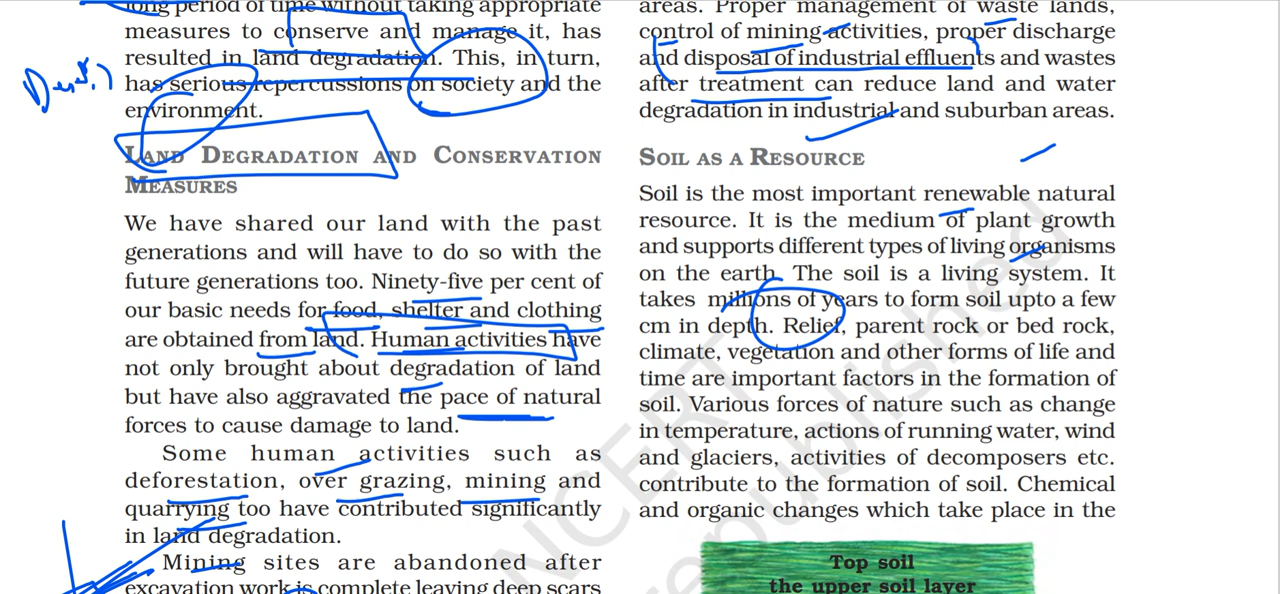 long period of time without taking appropriate
measures to conserve and manage it, has
resulted in land degradation. This, in turn,
has serious repercussions on society and the
environment.
LAND DEGRADATION AND CONSERVATION
MEASURES
We have shared our land with the past
generations and will have to do so with the
future generations too. Ninety-five per cent of
our basic needs for food, shelter and clothing
are obtained from land. Human activities have
not only brought about degradation of land
but have also aggravated the pace of natural
forces to cause damage to land.
Some human activities such as
deforestation, over grazing, mining and
quarrying too have contributed significantly
in land degradation.
Mining sites are abandoned after
excavation work is complete leaving deep scars
areas. Proper management of waste lands,
control of mining activities, proper discharge
and disposal of industrial effluents and wastes
after treatment can reduce land and water
degradation in industrial and suburban areas.
SOIL AS A RESOURCE
Soil is the most important renewable natural
resource. It is the medium of plant growth
and supports different types of living organisms
on the earth. The soil is a living system. It
takes millions of years to form soil upto a few
cm in depth. Relief, parent rock or bed rock,
climate, vegetation and other forms of life and
time are important factors in the formation of
soil. Various forces of nature such as change
in temperature, actions of running water, wind
and glaciers, activities of decomposers etc.
contribute to the formation of soil. Chemical
and organic changes which take place in the
Top soil
the upper soil layer
NCERT
republished